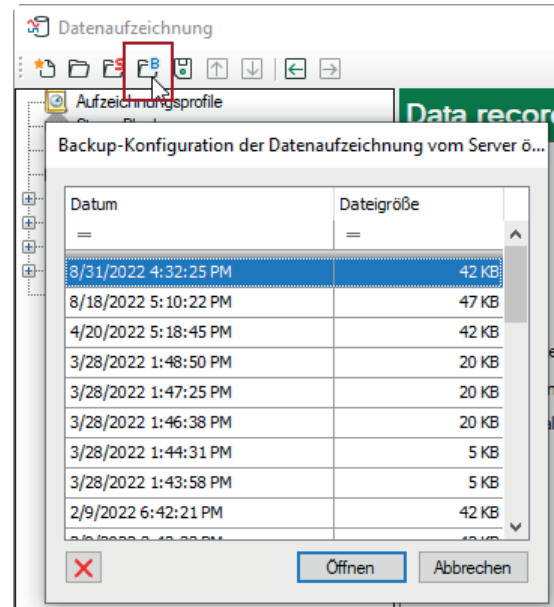 Datenaufzeichnung
S B
Aufzeichnungsprofile
Data recor
Backup-Konfiguration der Datenaufzeichnung vom Server ö...
Datum Dateigröße
= =
8/31/2022 4:32:25 PM 42 KB
8/18/2022 5:10:22 PM 47 KB
4/20/2022 5:18:45 PM 42 KB
3/28/2022 1:48:50 PM 20 KB
3/28/2022 1:47:25 PM 20 KB
3/28/2022 1:46:38 PM 20 KB
3/28/2022 1:44:31 PM 5 KB
3/28/2022 1:43:58 PM 5 KB
2/9/2022 6:42:21 PM 42 KB
Öffnen Abbrechen